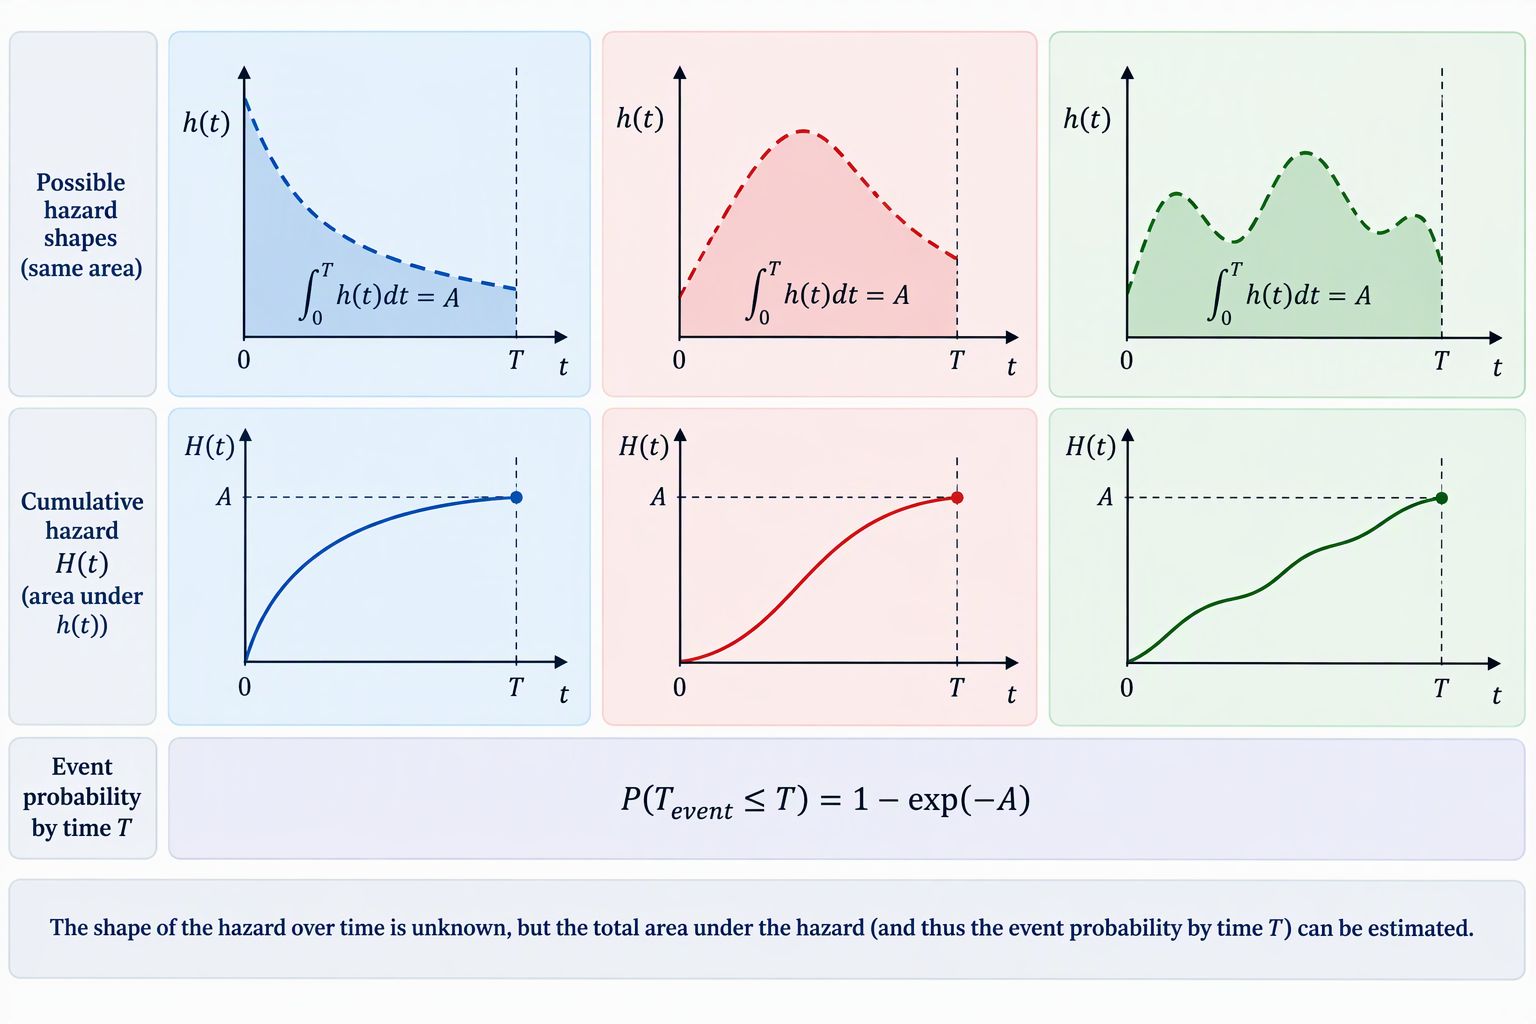 Possible
hazard
shapes
(same area)
h(t)
∫₀ᵀ h(t)dt = A
0
T
t
h(t)
∫₀ᵀ h(t)dt = A
0
T
t
h(t)
∫₀ᵀ h(t)dt = A
0
T
t
Cumulative
hazard
H(t)
(area under
h(t))
H(t)
A
0
T
t
H(t)
A
0
T
t
H(t)
A
0
T
t
Event
probability
by time T
P(T_event ≤ T) = 1 − exp(−A)
The shape of the hazard over time is unknown, but the total area under the hazard (and thus the event probability by time T) can be estimated.